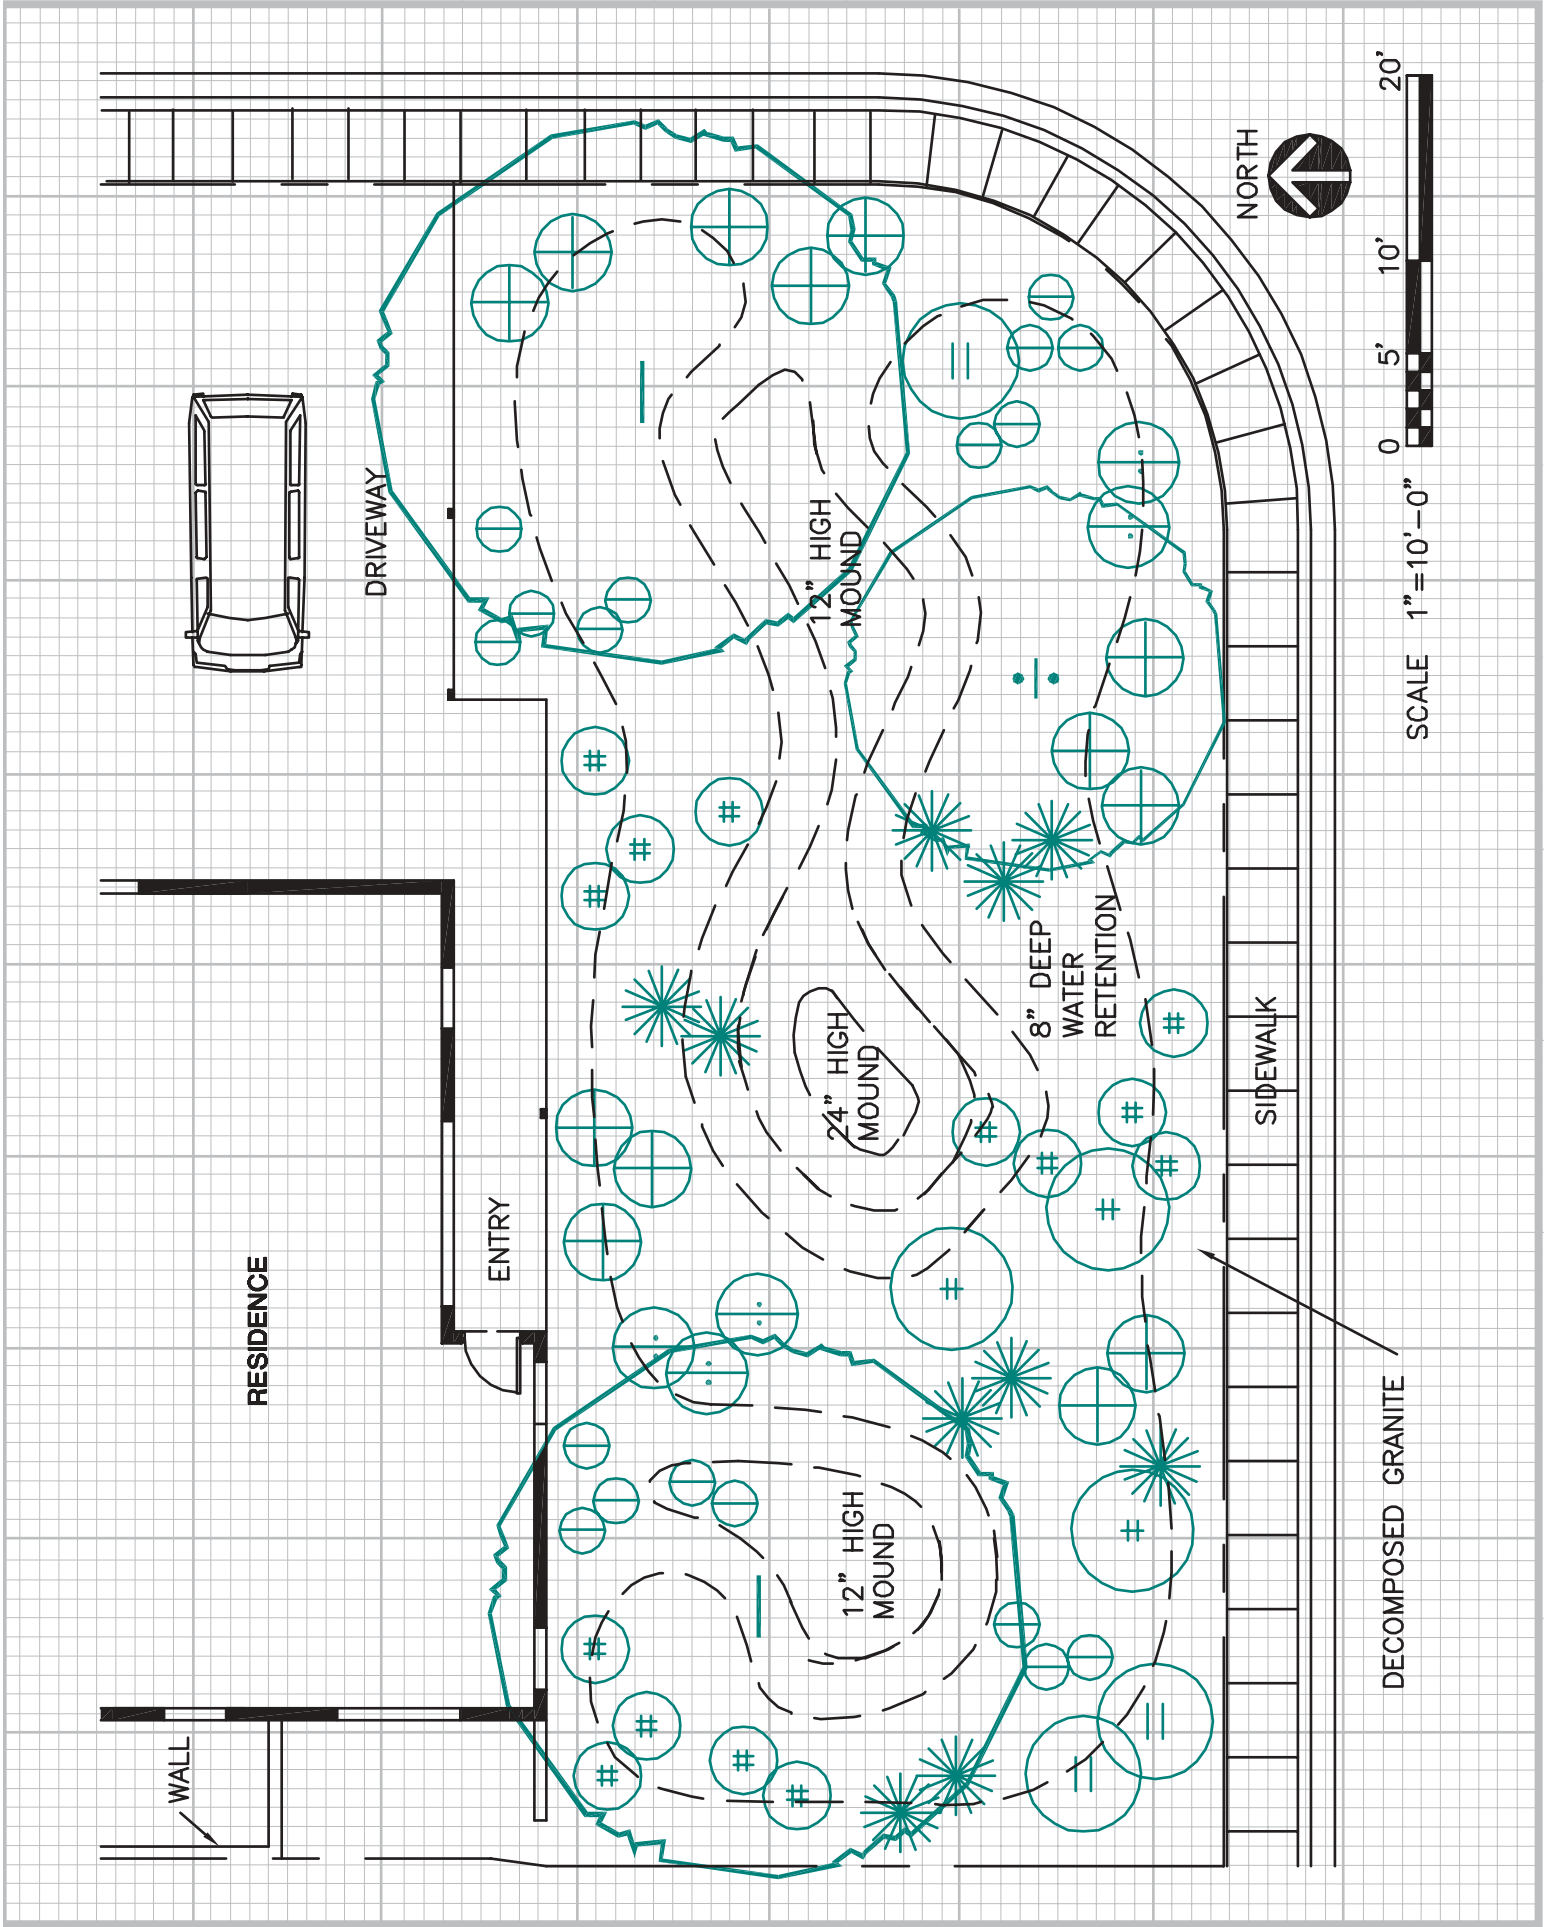 NORTH
20'
10'
5'
0
SCALE 1"=10'-0"
DRIVEWAY
12" HIGH
MOUND
8" DEEP
WATER
RETENTION
24" HIGH
MOUND
SIDEWALK
ENTRY
RESIDENCE
DECOMPOSED GRANITE
12" HIGH
MOUND
WALL